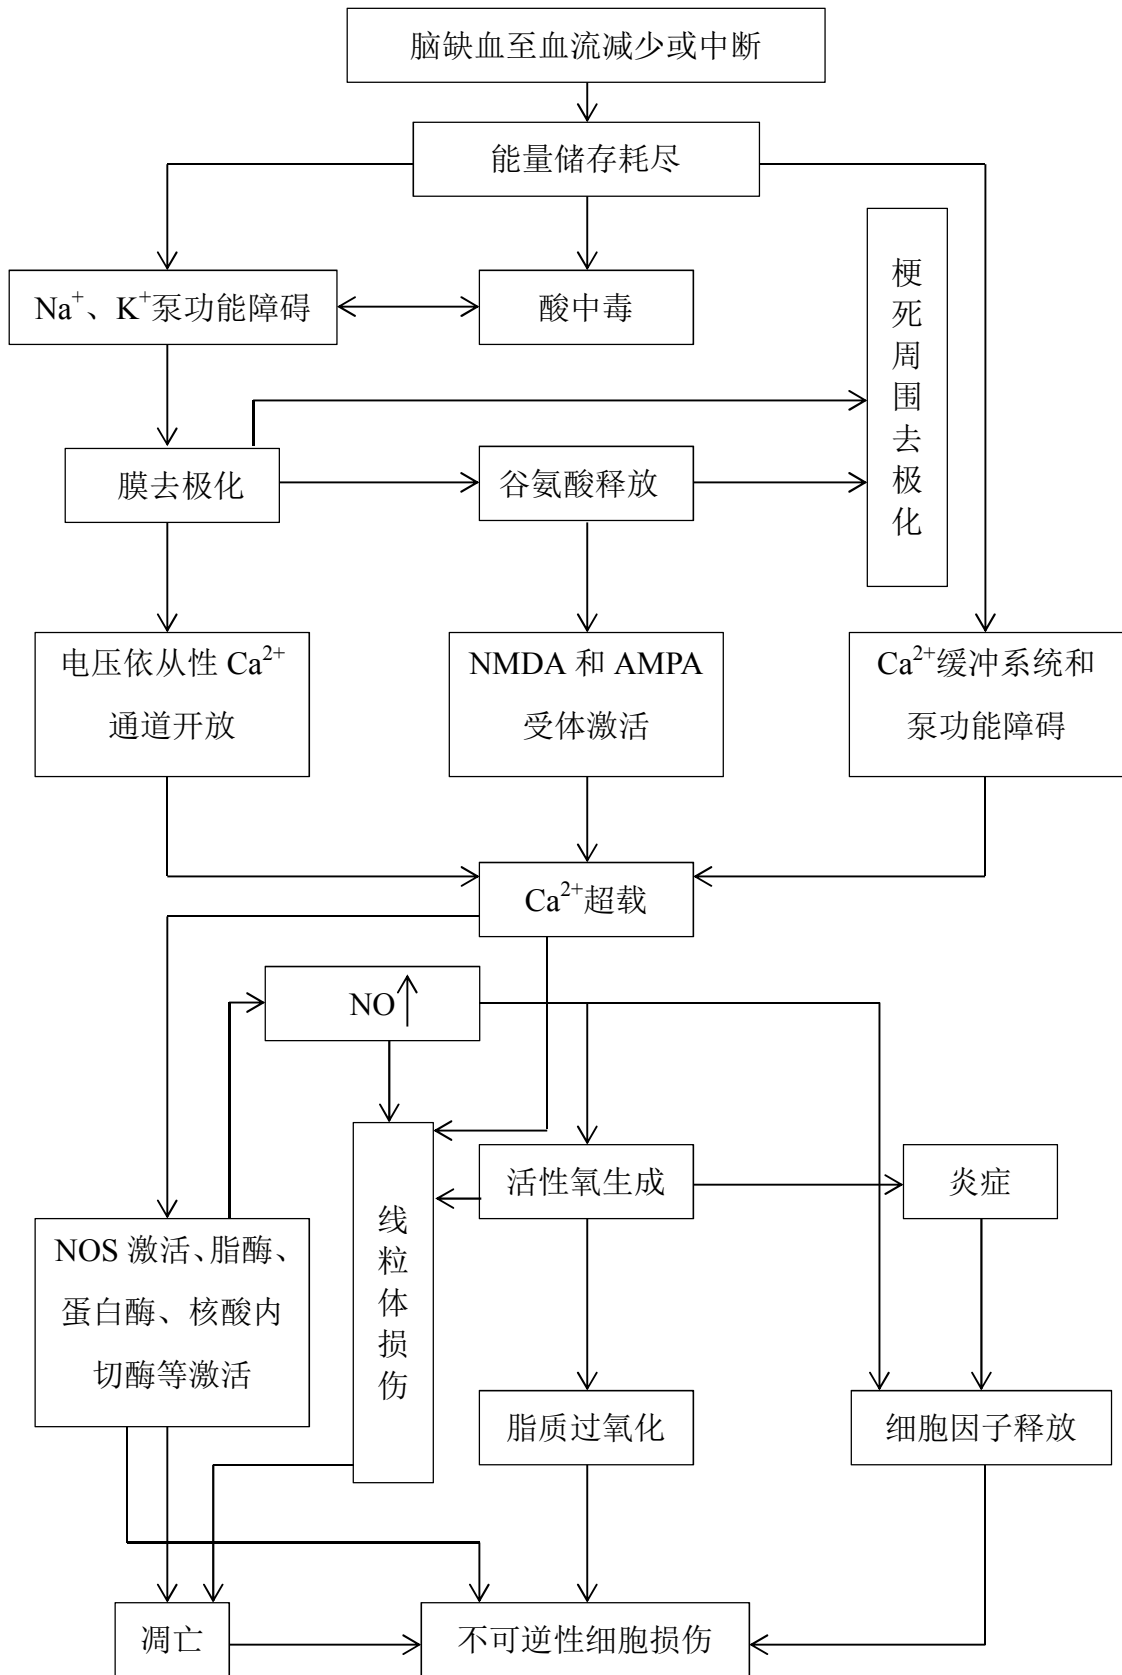 脑缺血至血流减少或中断
能量储存耗尽
Na⁺、K⁺泵功能障碍
酸中毒
梗死周围去极化
膜去极化
谷氨酸释放
电压依从性 Ca²⁺
通道开放
NMDA 和 AMPA
受体激活
Ca²⁺缓冲系统和
泵功能障碍
Ca²⁺超载
NO↑
线粒体损伤
活性氧生成
炎症
NOS 激活、脂酶、
蛋白酶、核酸内
切酶等激活
脂质过氧化
细胞因子释放
凋亡
不可逆性细胞损伤